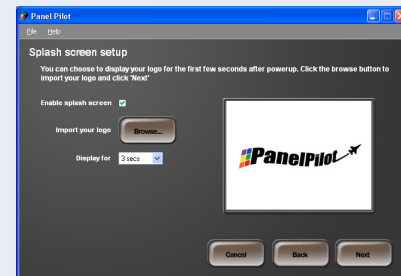 Panel Pilot
File Help
Splash screen setup
You can choose to display your logo for the first few seconds after powerup. Click the browse button to
import your logo and click 'Next'
Enable splash screen
Import your logo Browse...
Display for 3 secs
PanelPilot
Cancel Back Next